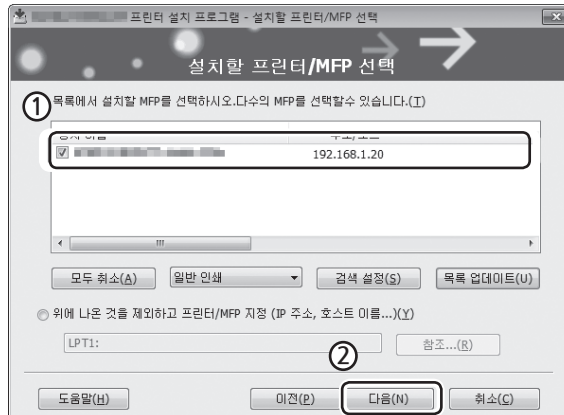 프린터 설치 프로그램 - 설치할 프린터/MFP 선택
설치할 프린터/MFP 선택
① 목록에서 설치할 MFP를 선택하시오.다수의 MFP를 선택할수 있습니다.(T)
192.168.1.20
모두 취소(A) 일반 인쇄 검색 설정(S) 목록 업데이트(U)
위에 나온 것을 제외하고 프린터/MFP 지정 (IP 주소, 호스트 이름...)(Y)
LPT1: 참조...(R)
②
도움말(H) 이전(P) 다음(N) 취소(C)